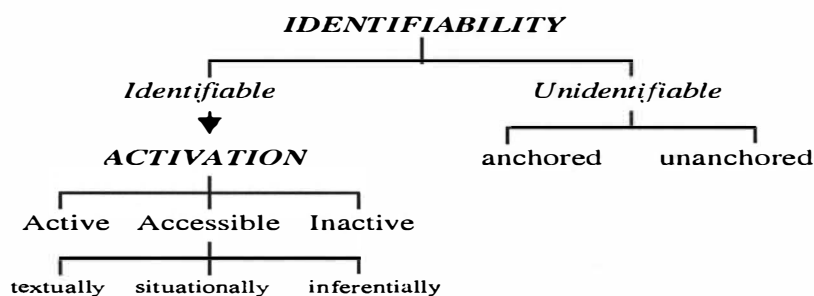 IDENTIFIABILITY
Identifiable Unidentifiable
ACTIVATION anchored unanchored
Active Accessible Inactive
textually situationally inferentially